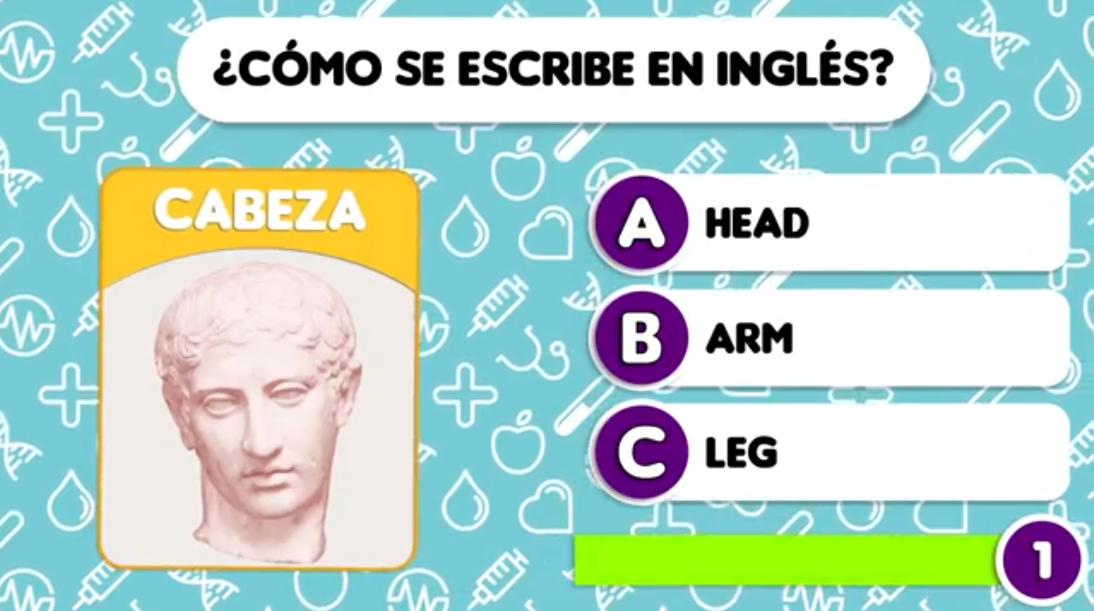 ¿CÓMO SE ESCRIBE EN INGLÉS?
CABEZA
A HEAD
B ARM
C LEG
1